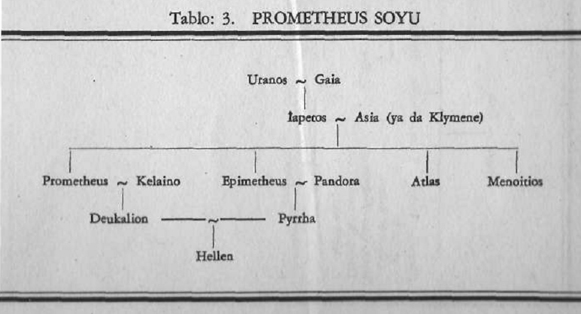 Tablo: 3. PROMETHEUS SOYU
Uranos ~ Gaia
İapetos ~ Asia (ya da Klymene)
Prometheus ~ Kelaino Epimetheus ~ Pandora Atlas Menoitios
Deukalion ~ Pyrrha
Hellen